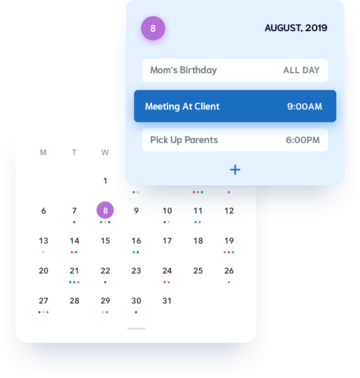 8 AUGUST, 2019
Mom's Birthday ALL DAY
Meeting At Client 9:00AM
Pick Up Parents 6:00PM
+
M T W
1
6 7 8 9 10 11 12
13 14 15 16 17 18 19
20 21 22 23 24 25 26
27 28 29 30 31